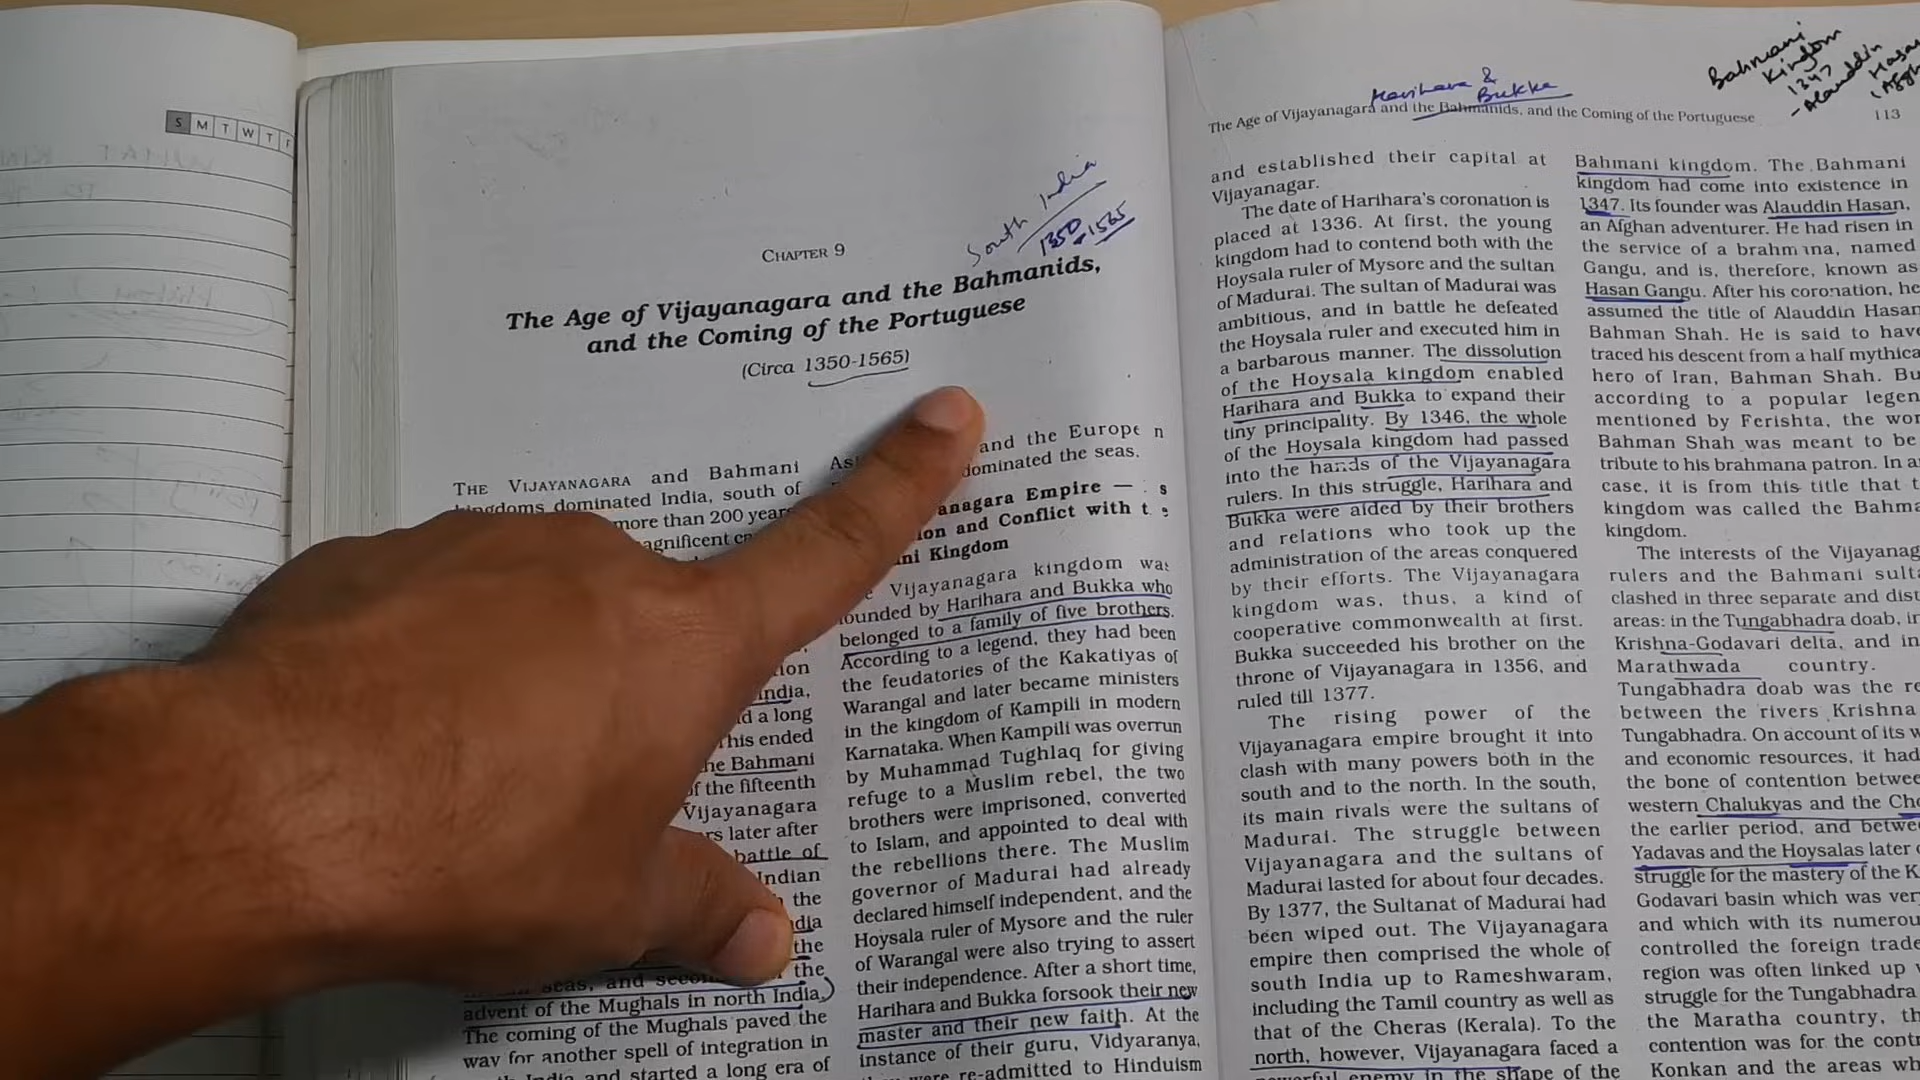 S M T W T F
South India
1350-1565
CHAPTER 9
The Age of Vijayanagara and the Bahmanids,
and the Coming of the Portuguese
(Circa 1350-1565)
THE VIJAYANAGARA and Bahmani
kingdoms dominated India, south of
more than 200 years
India,
d a long
This ended
the Bahmani
of the fifteenth
Vijayanagara
later after
battle of
Indian
the
the
the
seas, and
advent of the Mughals in north India.)
The coming of the Mughals paved the
way for another spell of integration in
India and started a long era of
and the
dominated the seas.
Empire —
and Conflict with
Kingdom
Vijayanagara kingdom was
founded by Harihara and Bukka who
belonged to a family of five brothers.
According to a legend, they had been
the feudatories of the Kakatiyas of
Warangal and later became ministers
in the kingdom of Kampili in modern
Karnataka. When Kampili was overrun
by Muhammad Tughlaq for giving
refuge to a Muslim rebel, the two
brothers were imprisoned, converted
to Islam, and appointed to deal with
the rebellions there. The Muslim
governor of Madurai had already
declared himself independent, and the
Hoysala ruler of Mysore and the ruler
of Warangal were also trying to assert
their independence. After a short time,
Harihara and Bukka forsook their new
master and their new faith. At the
instance of their guru, Vidyaranya,
were re-admitted to Hinduism
Harihara &
Bukka
The Age of Vijayanagara and the Bahmanids, and the Coming of the Portuguese
113
Bahmani
Kingdom
1347
- Alauddin
and established their capital at
Vijayanagar.
The date of Harihara's coronation is
placed at 1336. At first, the young
kingdom had to contend both with the
Hoysala ruler of Mysore and the sultan
of Madurai. The sultan of Madurai was
ambitious, and in battle he defeated
the Hoysala ruler and executed him in
a barbarous manner. The dissolution
of the Hoysala kingdom enabled
Harihara and Bukka to expand their
tiny principality. By 1346, the whole
of the Hoysala kingdom had passed
into the hands of the Vijayanagara
rulers. In this struggle, Harihara and
Bukka were aided by their brothers
and relations who took up the
administration of the areas conquered
by their efforts. The Vijayanagara
kingdom was, thus, a kind of
cooperative commonwealth at first.
Bukka succeeded his brother on the
throne of Vijayanagara in 1356, and
ruled till 1377.
The rising power of the
Vijayanagara empire brought it into
clash with many powers both in the
south and to the north. In the south,
its main rivals were the sultans of
Madurai. The struggle between
Vijayanagara and the sultans of
Madurai lasted for about four decades.
By 1377, the Sultanat of Madurai had
been wiped out. The Vijayanagara
empire then comprised the whole of
south India up to Rameshwaram,
including the Tamil country as well as
that of the Cheras (Kerala). To the
north, however, Vijayanagara faced a
powerful enemy in the shape of the
Bahmani kingdom. The Bahmani
kingdom had come into existence in
1347. Its founder was Alauddin Hasan,
an Afghan adventurer. He had risen in
the service of a brahmana, named
Gangu, and is, therefore, known as
Hasan Gangu. After his coronation, he
assumed the title of Alauddin Hasan
Bahman Shah. He is said to have
traced his descent from a half mythica
hero of Iran, Bahman Shah. Bu
according to a popular legen
mentioned by Ferishta, the wor
Bahman Shah was meant to be
tribute to his brahmana patron. In a
case, it is from this title that t
kingdom was called the Bahma
kingdom.
The interests of the Vijayanag
rulers and the Bahmani sult
clashed in three separate and dist
areas: in the Tungabhadra doab, in
Krishna-Godavari delta, and in
Marathwada country.
Tungabhadra doab was the re
between the rivers Krishna
Tungabhadra. On account of its w
and economic resources, it had
the bone of contention between
western Chalukyas and the Cho
the earlier period, and betwee
Yadavas and the Hoysalas later
struggle for the mastery of the K
Godavari basin which was very
and which with its numerou
controlled the foreign trade
region was often linked up
struggle for the Tungabhadra
the Maratha country, th
contention was for the contr
Konkan and the areas wh